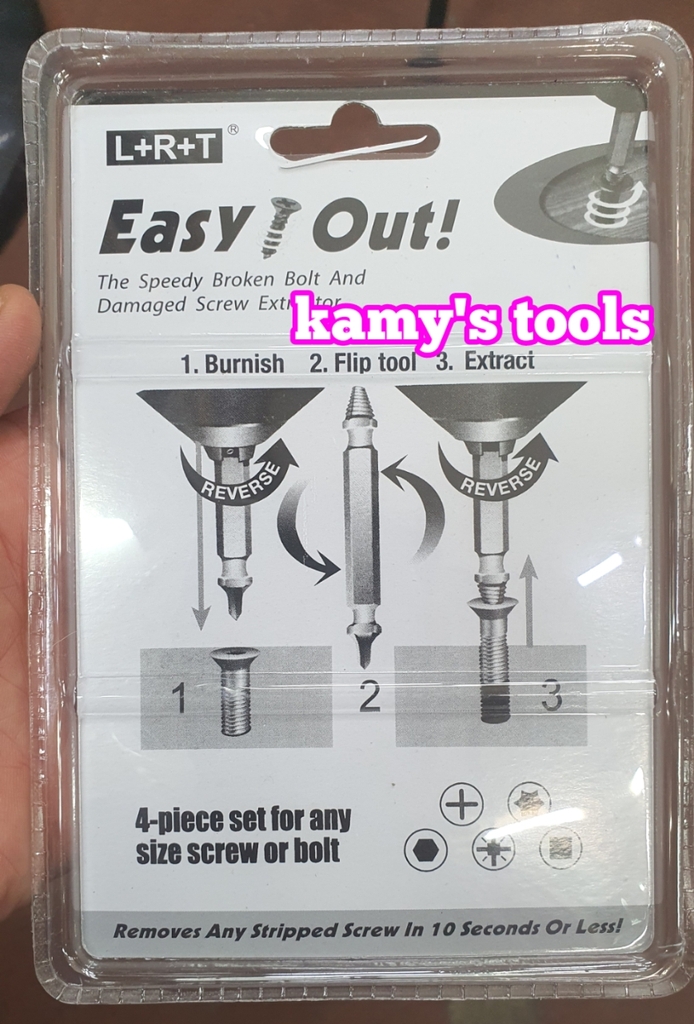 L+R+T ®
Easy Out!
The Speedy Broken Bolt And
Damaged Screw Extractor
kamy's tools
1. Burnish 2. Flip tool 3. Extract
REVERSE REVERSE
1 2 3
4-piece set for any
size screw or bolt
Removes Any Stripped Screw In 10 Seconds Or Less!